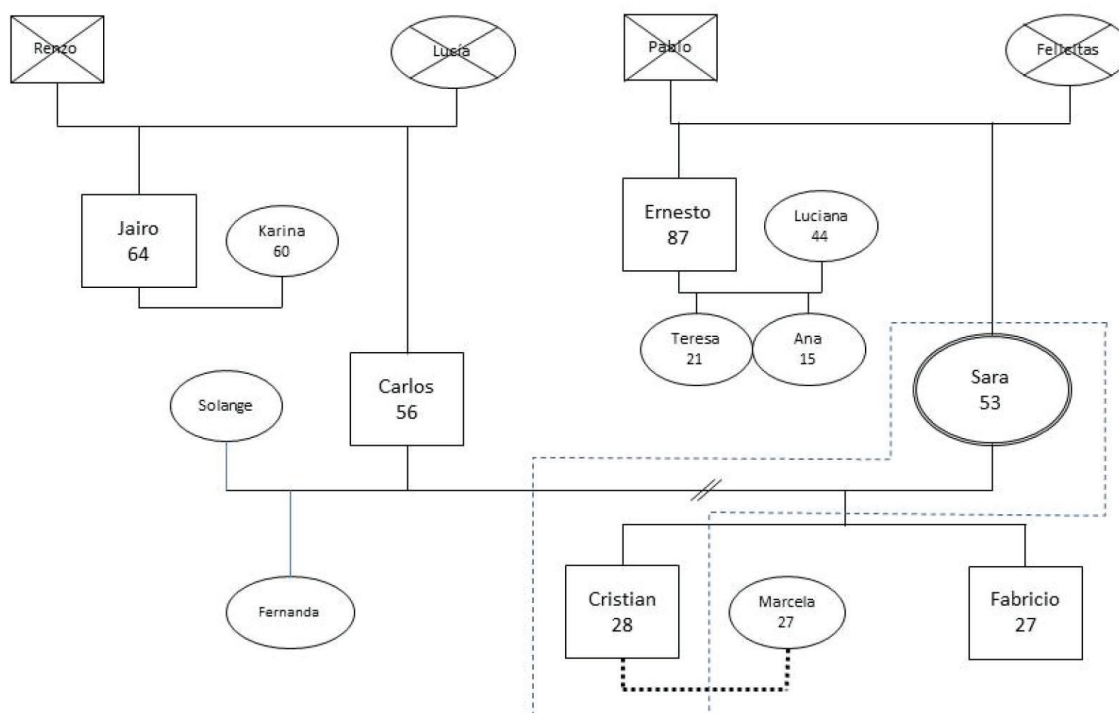 Renzo
Lucía
Pablo
Felicitas
Jairo
64
Karina
60
Ernesto
87
Luciana
44
Teresa
21
Ana
15
Solange
Carlos
56
Sara
53
Fernanda
Cristian
28
Marcela
27
Fabricio
27